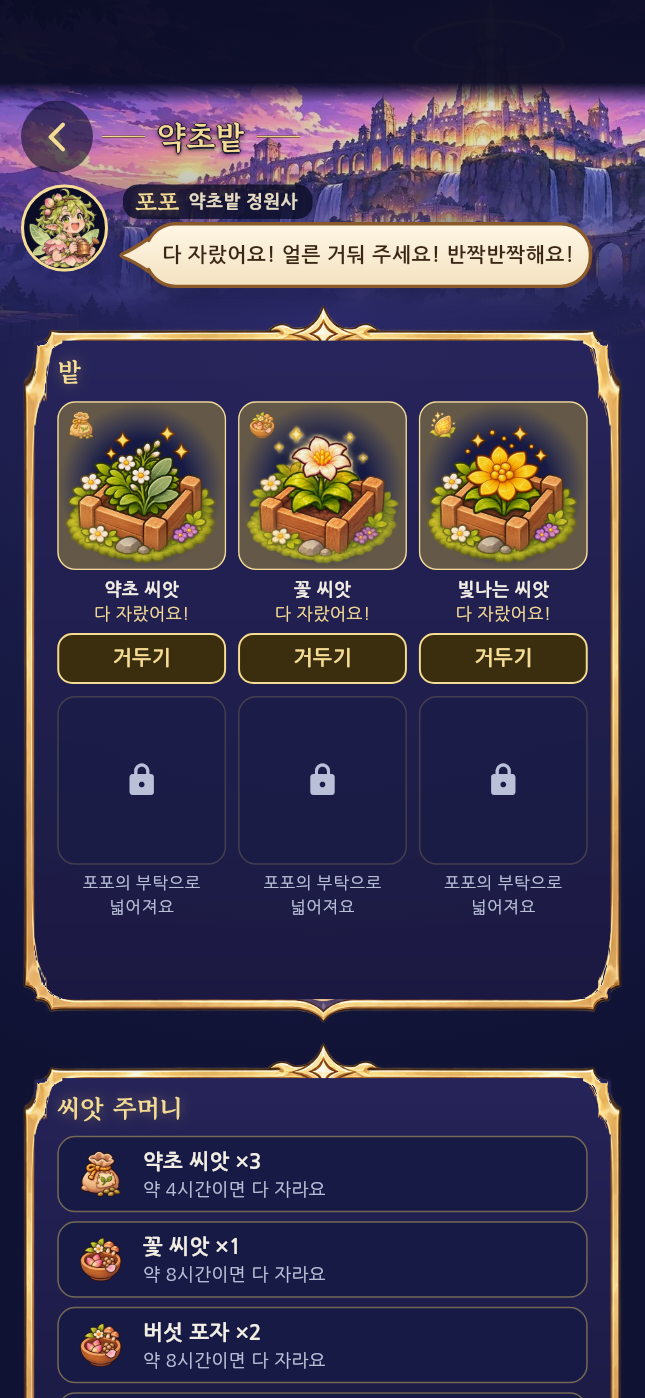 약초밭
포포 약초밭 정원사
다 자랐어요! 얼른 거둬 주세요! 반짝반짝해요!
밭
약초 씨앗
다 자랐어요!
거두기
꽃 씨앗
다 자랐어요!
거두기
빛나는 씨앗
다 자랐어요!
거두기
포포의 부탁으로
넓어져요
포포의 부탁으로
넓어져요
포포의 부탁으로
넓어져요
씨앗 주머니
약초 씨앗 ×3
약 4시간이면 다 자라요
꽃 씨앗 ×1
약 8시간이면 다 자라요
버섯 포자 ×2
약 8시간이면 다 자라요